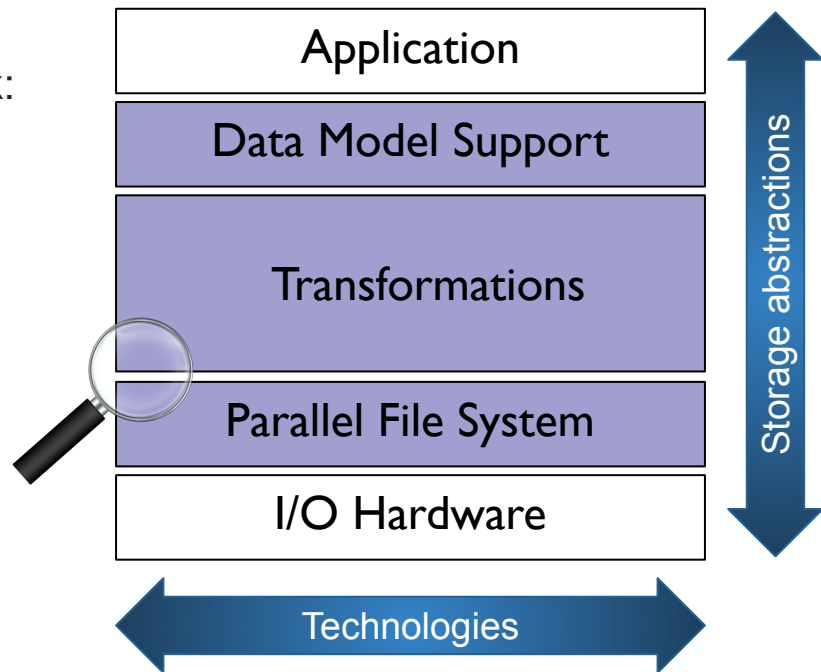 Application
x:
Data Model Support
Transformations
Parallel File System
I/O Hardware
Storage abstractions
Technologies